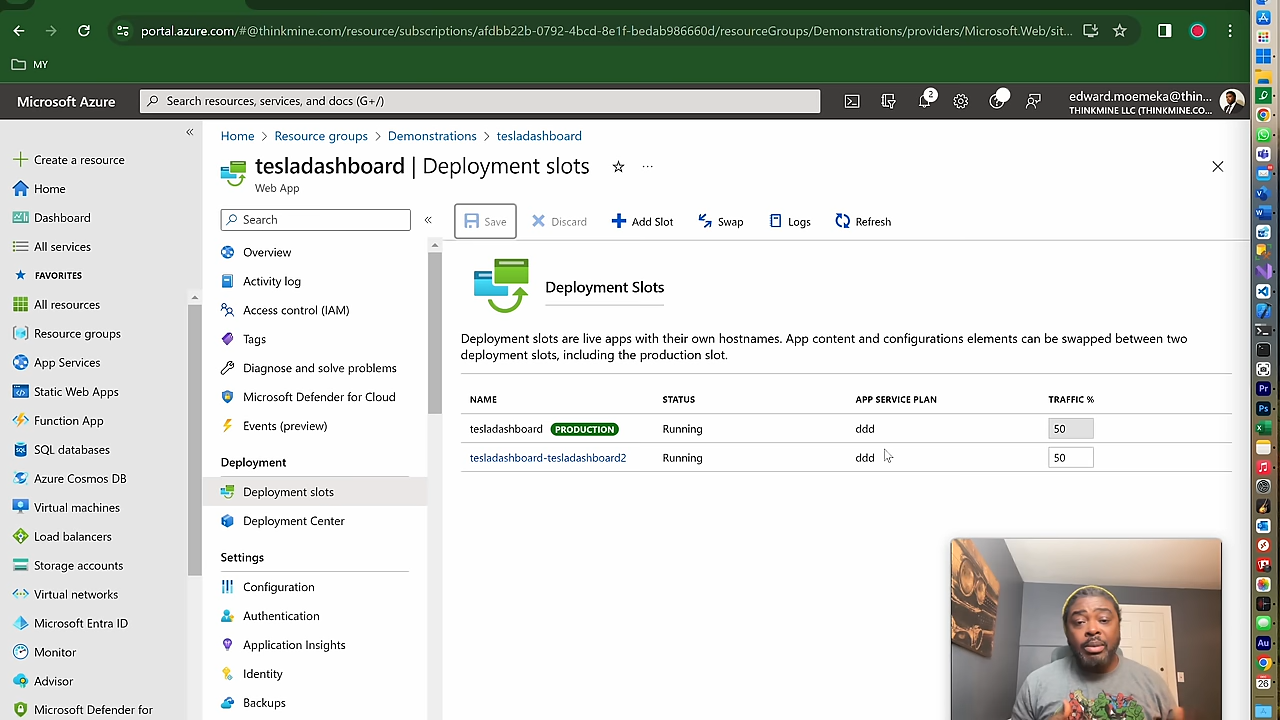 portal.azure.com/#@thinkmine.com/resource/subscriptions/afdbb22b-0792-4bcd-8e1f-bedab986660d/resourceGroups/Demonstrations/providers/Microsoft.Web/sit...
MY
Microsoft Azure
Search resources, services, and docs (G+/)
2
edward.moemeka@thin...
THINKMINE LLC (THINKMINE.CO...
«
Create a resource
Home
Dashboard
All services
FAVORITES
All resources
Resource groups
App Services
Static Web Apps
Function App
SQL databases
Azure Cosmos DB
Virtual machines
Load balancers
Storage accounts
Virtual networks
Microsoft Entra ID
Monitor
Advisor
Microsoft Defender for
Home > Resource groups > Demonstrations > tesladashboard
tesladashboard | Deployment slots
...
Web App
Search
«
Overview
Activity log
Access control (IAM)
Tags
Diagnose and solve problems
Microsoft Defender for Cloud
Events (preview)
Deployment
Deployment slots
Deployment Center
Settings
Configuration
Authentication
Application Insights
Identity
Backups
Save Discard Add Slot Swap Logs Refresh
Deployment Slots
Deployment slots are live apps with their own hostnames. App content and configurations elements can be swapped between two
deployment slots, including the production slot.
NAME STATUS APP SERVICE PLAN TRAFFIC %
tesladashboard PRODUCTION Running ddd 50
tesladashboard-tesladashboard2 Running ddd 50
Pr
Ps
Au
26